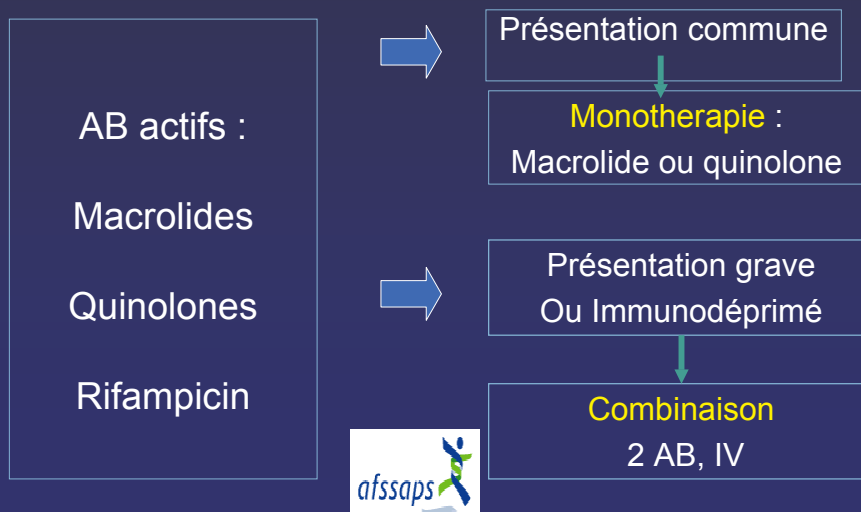 AB actifs :
Macrolides
Quinolones
Rifampicin
Présentation commune
Monotherapie :
Macrolide ou quinolone
Présentation grave
Ou Immunodéprimé
Combinaison
2 AB, IV
afssaps